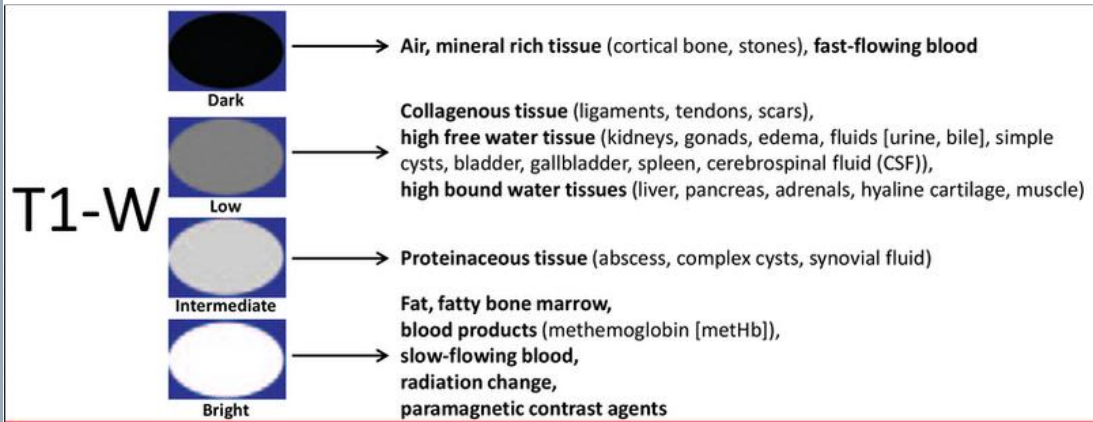 T1-W
Dark
Air, mineral rich tissue (cortical bone, stones), fast-flowing blood
Low
Collagenous tissue (ligaments, tendons, scars),
high free water tissue (kidneys, gonads, edema, fluids [urine, bile], simple
cysts, bladder, gallbladder, spleen, cerebrospinal fluid (CSF)),
high bound water tissues (liver, pancreas, adrenals, hyaline cartilage, muscle)
Intermediate
Proteinaceous tissue (abscess, complex cysts, synovial fluid)
Bright
Fat, fatty bone marrow,
blood products (methemoglobin [metHb]),
slow-flowing blood,
radiation change,
paramagnetic contrast agents